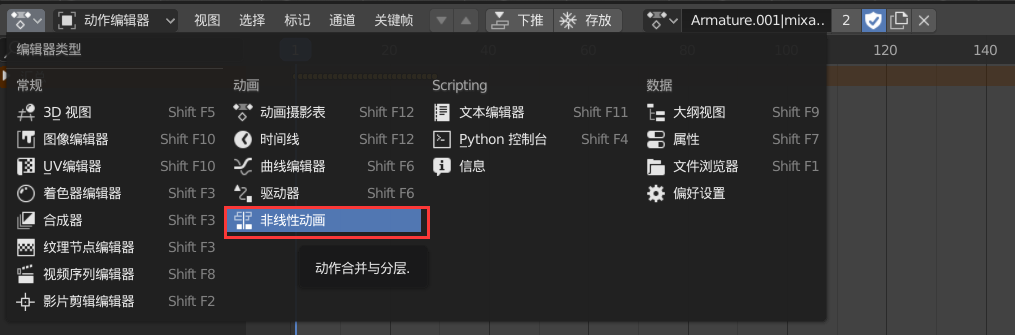 动作编辑器 视图 选择 标记 通道 关键帧 下推 存放 Armature.001|mixa.. 2
编辑器类型
20 100 120 140
常规 动画 Scripting 数据
3D 视图 Shift F5 动画摄影表 Shift F12 文本编辑器 Shift F11 大纲视图 Shift F9
图像编辑器 Shift F10 时间线 Shift F12 Python 控制台 Shift F4 属性 Shift F7
UV编辑器 Shift F10 曲线编辑器 Shift F6 信息 文件浏览器 Shift F1
着色器编辑器 Shift F3 驱动器 Shift F6 偏好设置
合成器 Shift F3 非线性动画
纹理节点编辑器 Shift F3
视频序列编辑器 Shift F8 动作合并与分层.
影片剪辑编辑器 Shift F2